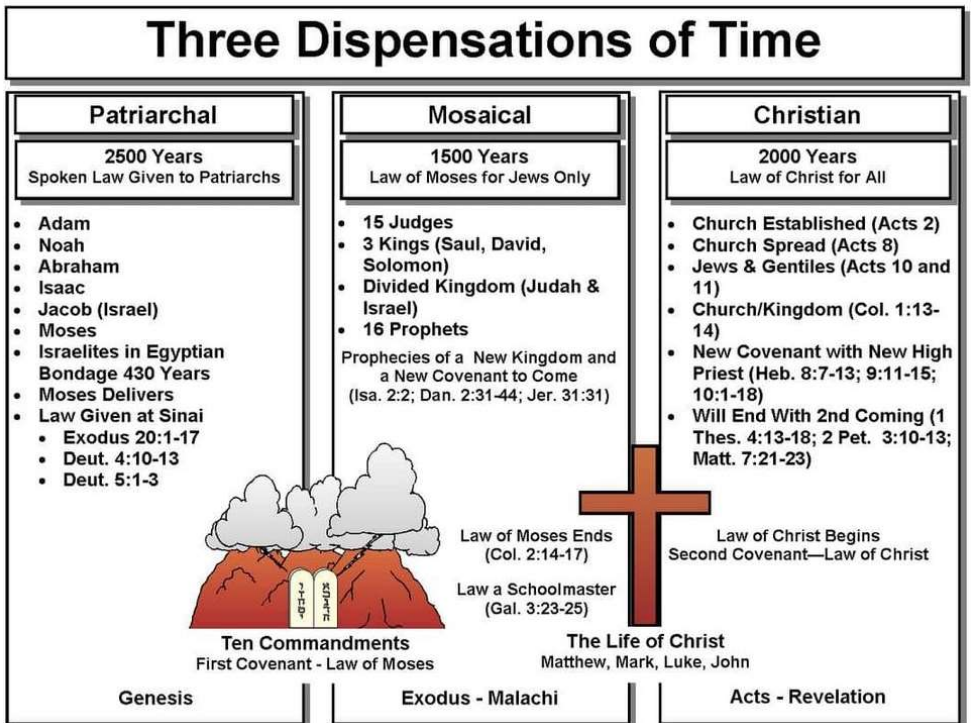 Three Dispensations of Time
Patriarchal
2500 Years
Spoken Law Given to Patriarchs
• Adam
• Noah
• Abraham
• Isaac
• Jacob (Israel)
• Moses
• Israelites in Egyptian
Bondage 430 Years
• Moses Delivers
• Law Given at Sinai
• Exodus 20:1-17
• Deut. 4:10-13
• Deut. 5:1-3
Ten Commandments
First Covenant - Law of Moses
Genesis
Mosaical
1500 Years
Law of Moses for Jews Only
• 15 Judges
• 3 Kings (Saul, David,
Solomon)
• Divided Kingdom (Judah &
Israel)
• 16 Prophets
Prophecies of a New Kingdom and
a New Covenant to Come
(Isa. 2:2; Dan. 2:31-44; Jer. 31:31)
Law of Moses Ends
(Col. 2:14-17)
Law a Schoolmaster
(Gal. 3:23-25)
The Life of Christ
Matthew, Mark, Luke, John
Exodus - Malachi
Christian
2000 Years
Law of Christ for All
• Church Established (Acts 2)
• Church Spread (Acts 8)
• Jews & Gentiles (Acts 10 and
11)
• Church/Kingdom (Col. 1:13-
14)
• New Covenant with New High
Priest (Heb. 8:7-13; 9:11-15;
10:1-18)
• Will End With 2nd Coming (1
Thes. 4:13-18; 2 Pet. 3:10-13;
Matt. 7:21-23)
Law of Christ Begins
Second Covenant—Law of Christ
Acts - Revelation